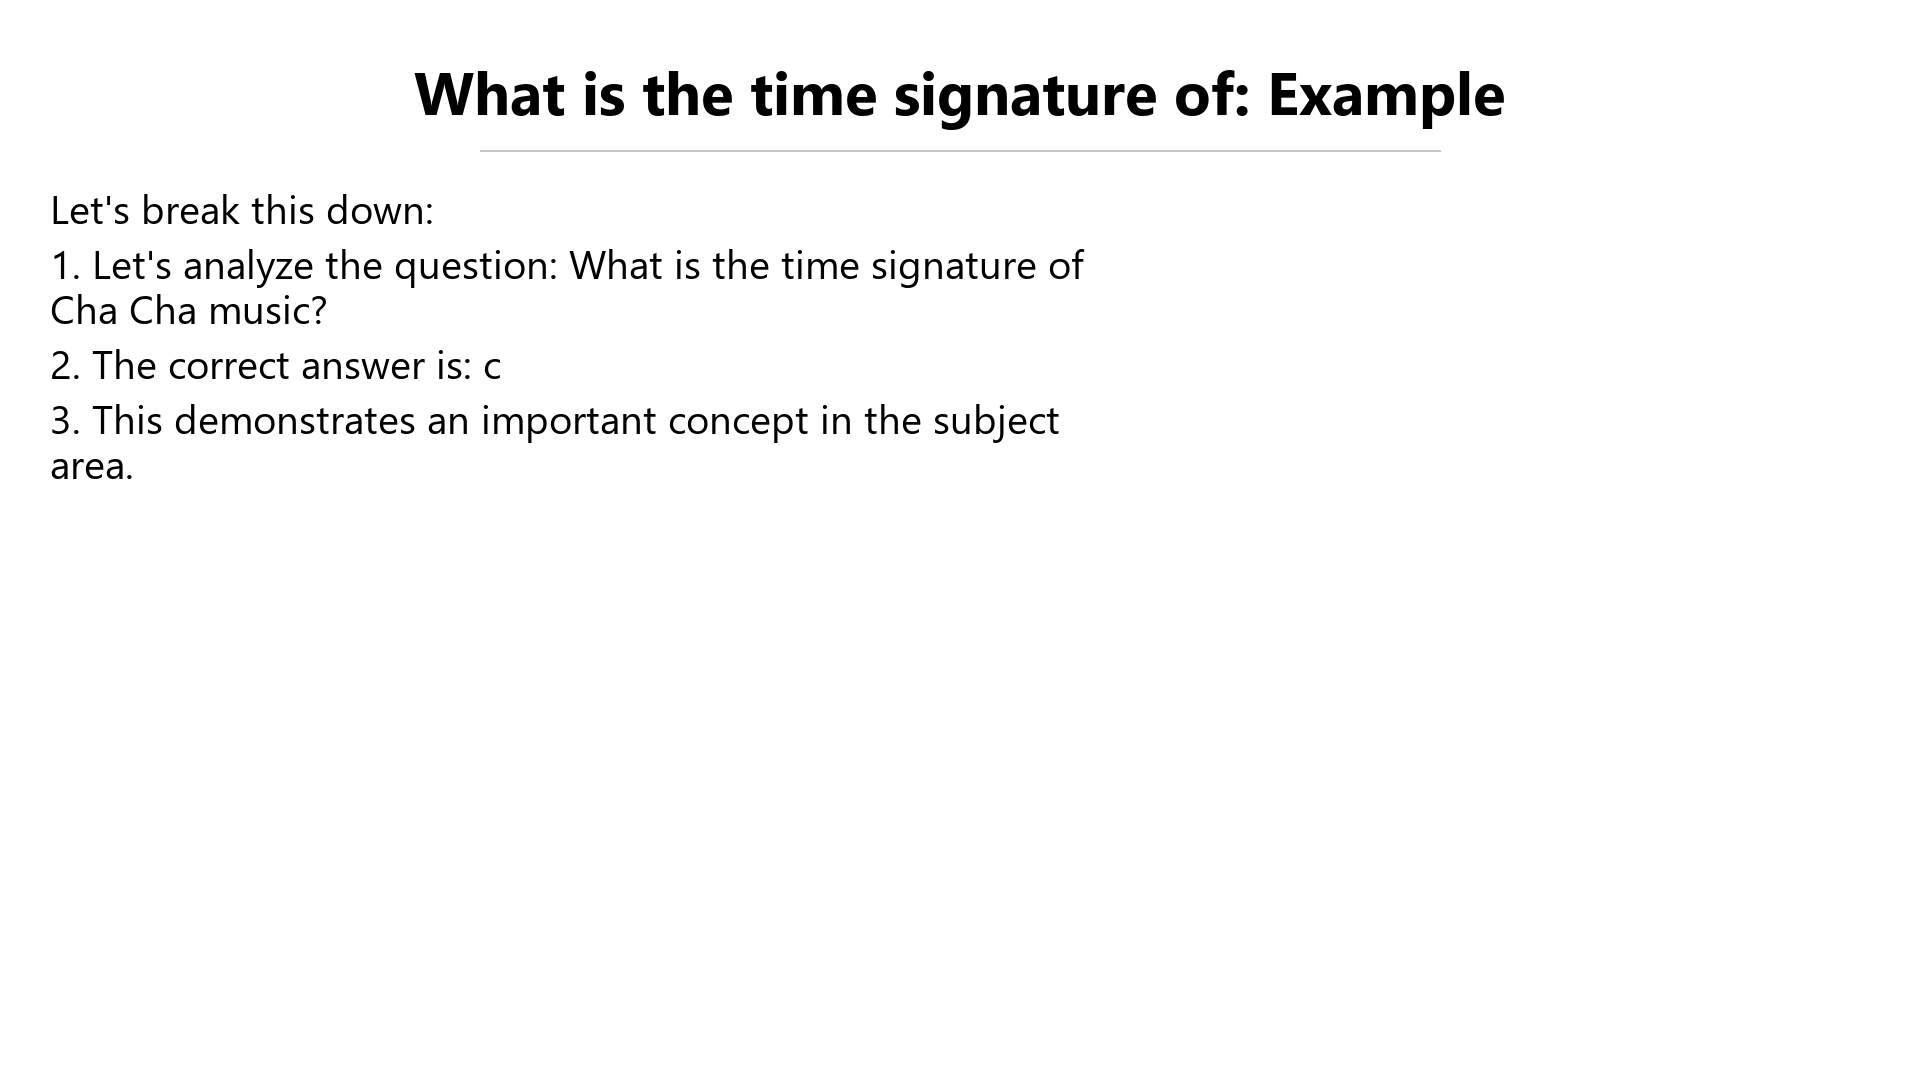 What is the time signature of: Example
Let's break this down:
1. Let's analyze the question: What is the time signature of
Cha Cha music?
2. The correct answer is: c
3. This demonstrates an important concept in the subject
area.